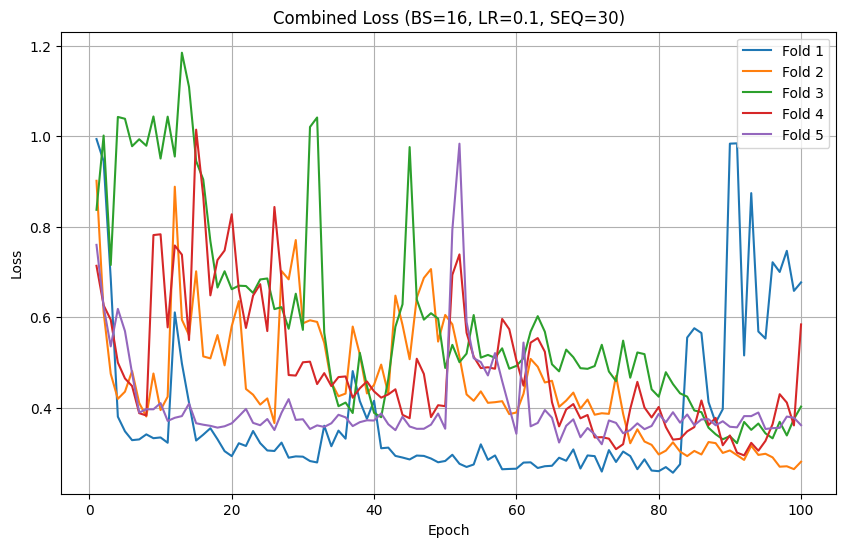 Combined Loss (BS=16, LR=0.1, SEQ=30)
Fold 1
Fold 2
Fold 3
Fold 4
Fold 5
Loss
1.2
1.0
0.8
0.6
0.4
0 20 40 60 80 100
Epoch